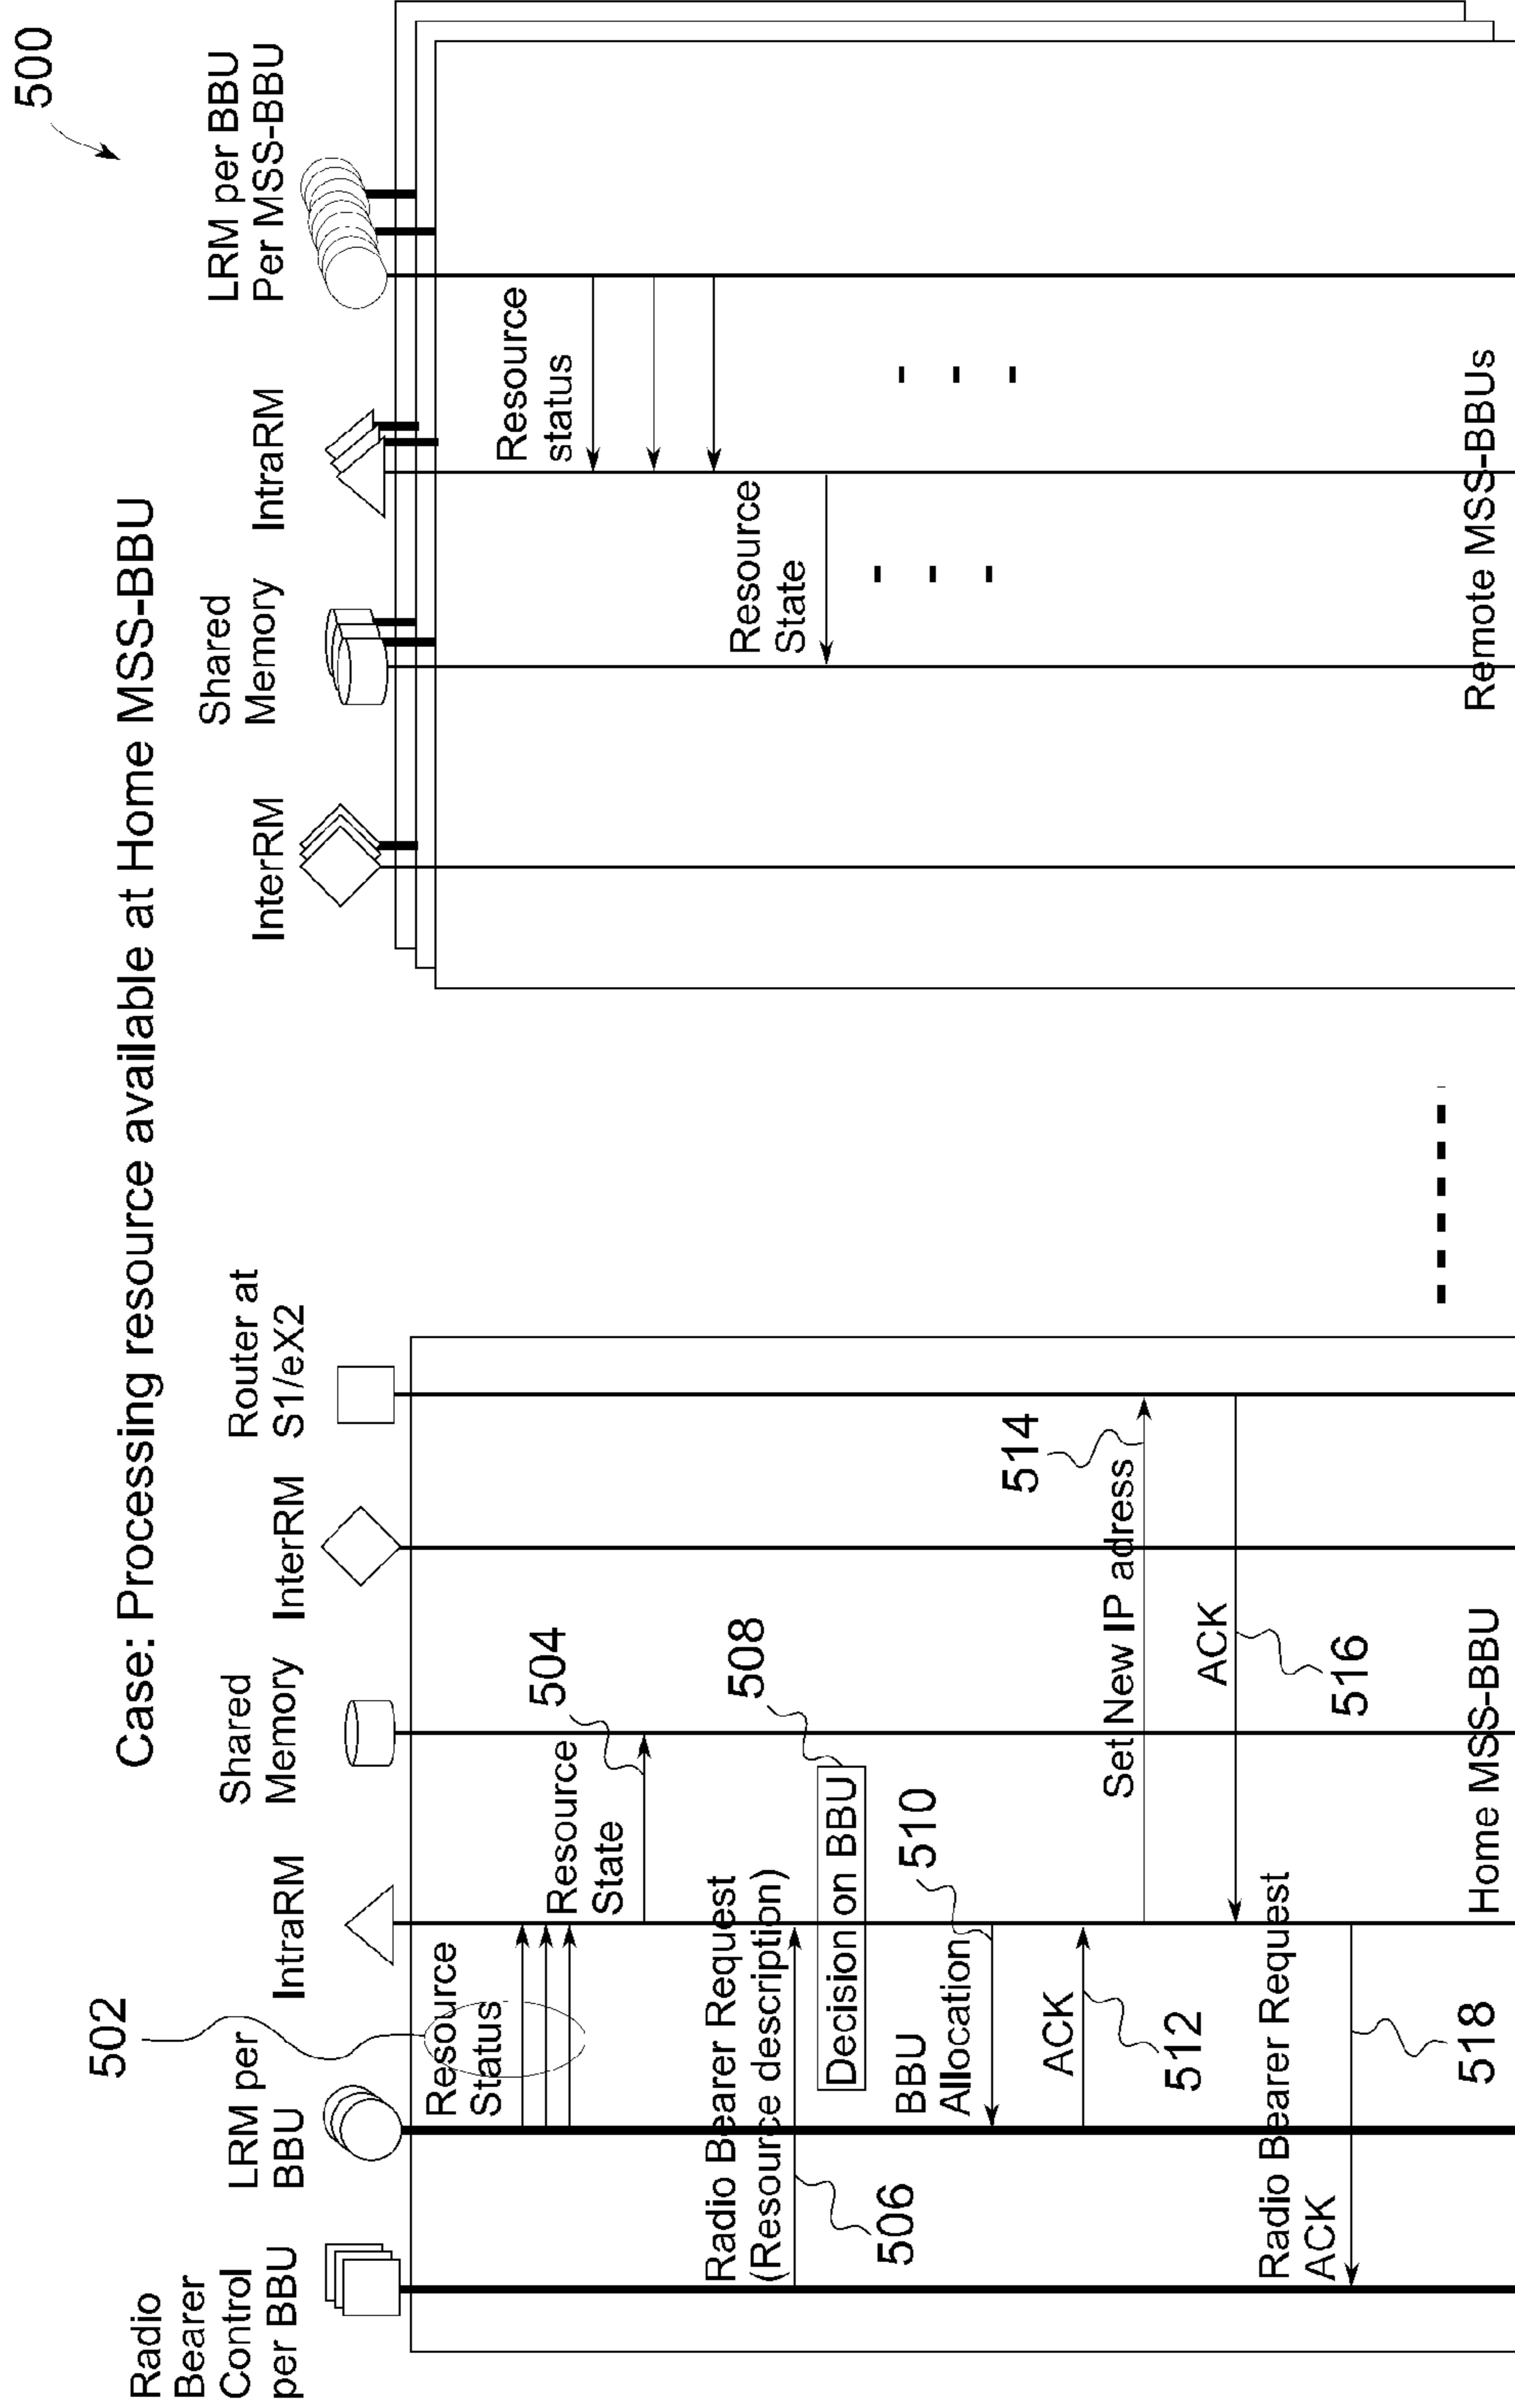 500
Case: Processing resource available at Home MSS-BBU
Radio
Bearer
Control
per BBU
LRM per
BBU
IntraRM
Shared
Memory
InterRM
Router at
S1/eX2
InterRM
Shared
Memory
IntraRM
LRM per BBU
Per MSS-BBU
502
Resource
Status
504
Resource
State
Radio Bearer Request
(Resource description)
506
508
Decision on BBU
510
BBU
Allocation
ACK
512
514
Set New IP adress
ACK
516
Radio Bearer Request
ACK
518
Home MSS-BBU
Resource
status
Resource
State
Remote MSS-BBUs